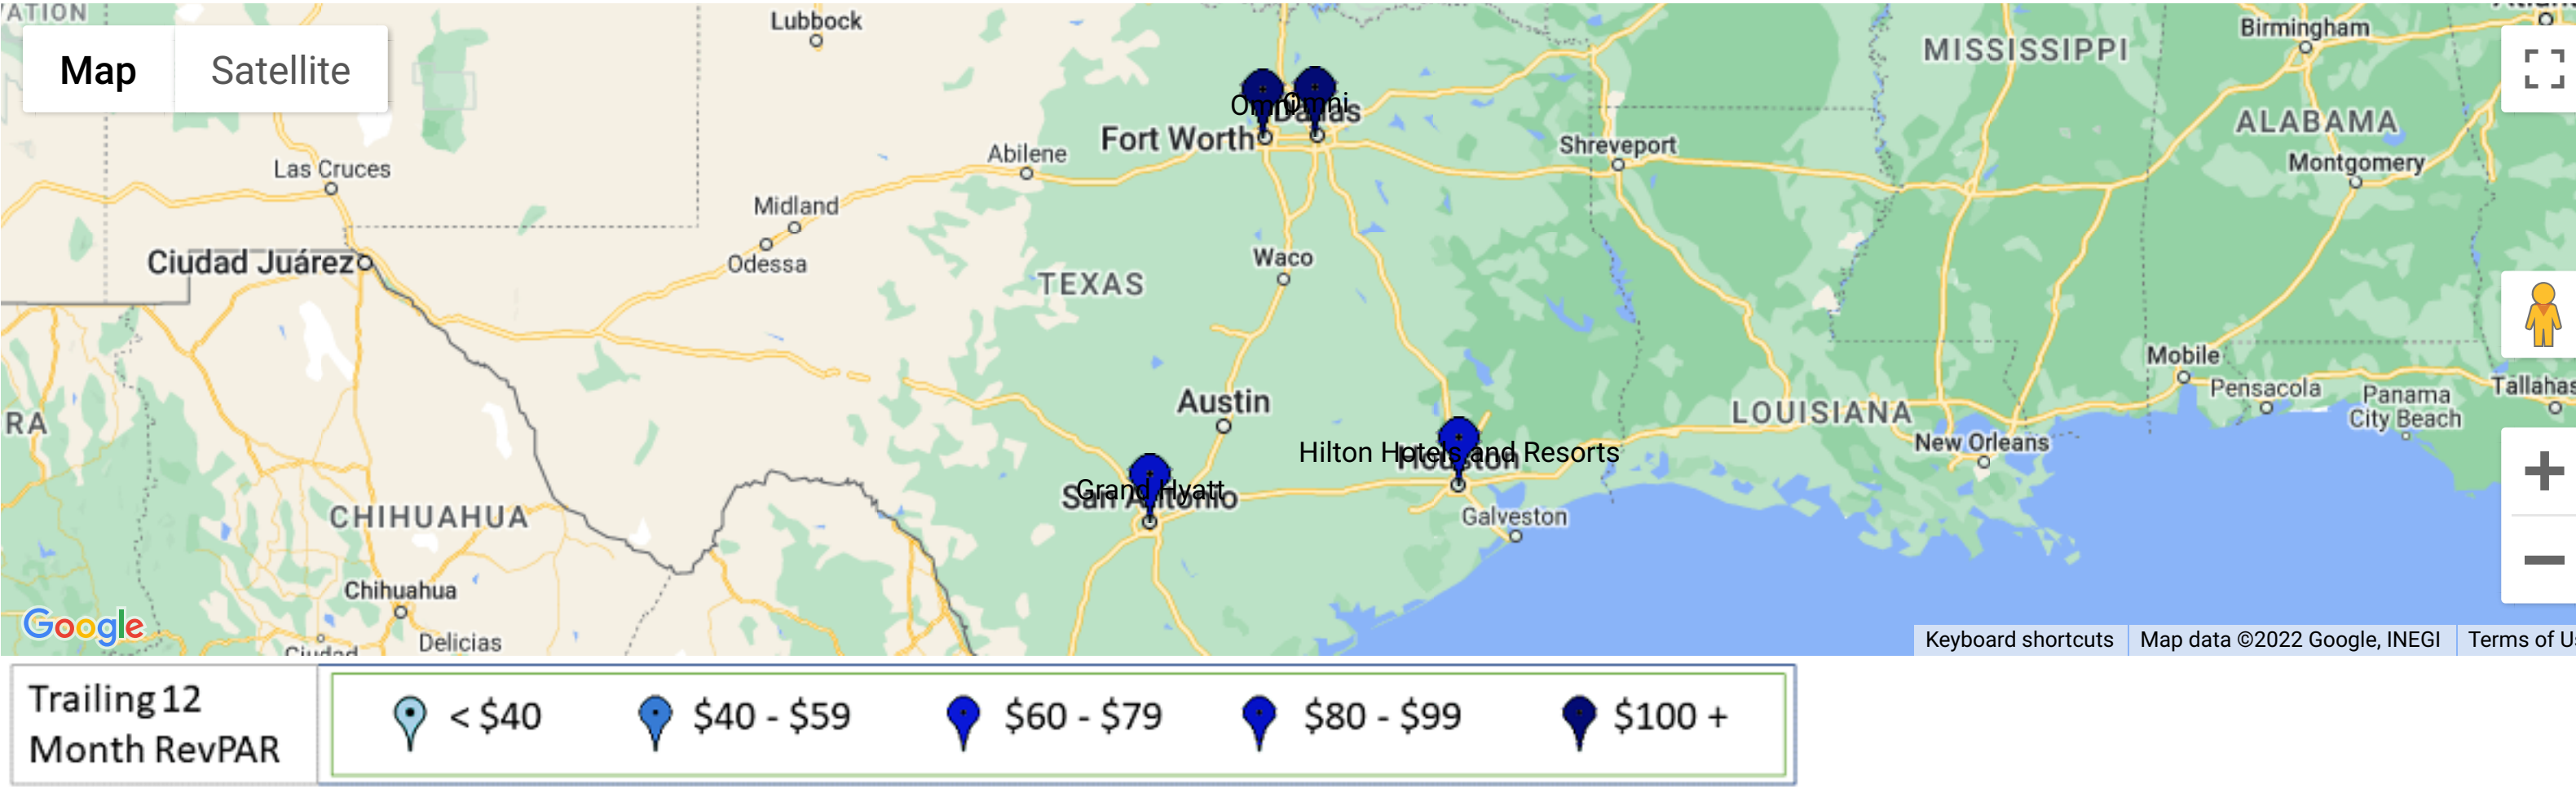 Lubbock
Birmingham
Map
Satellite
MISSISSIPPI
Omni
Omni
Dallas
ALABAMA
Fort Worth
Shreveport
Montgomery
Abilene
Las Cruces
Midland
Ciudad Juárez
Waco
Odessa
TEXAS
Mobile
Pensacola
Panama
City Beach
Austin
LOUISIANA
New Orleans
Hilton Hotels and Resorts
Houston
Grand Hyatt
San Antonio
CHIHUAHUA
Galveston
Chihuahua
Google
Delicias
Ciudad
Keyboard shortcuts
Map data ©2022 Google, INEGI
Terms of U
Trailing 12
Month RevPAR
< $40
$40 - $59
$60 - $79
$80 - $99
$100 +